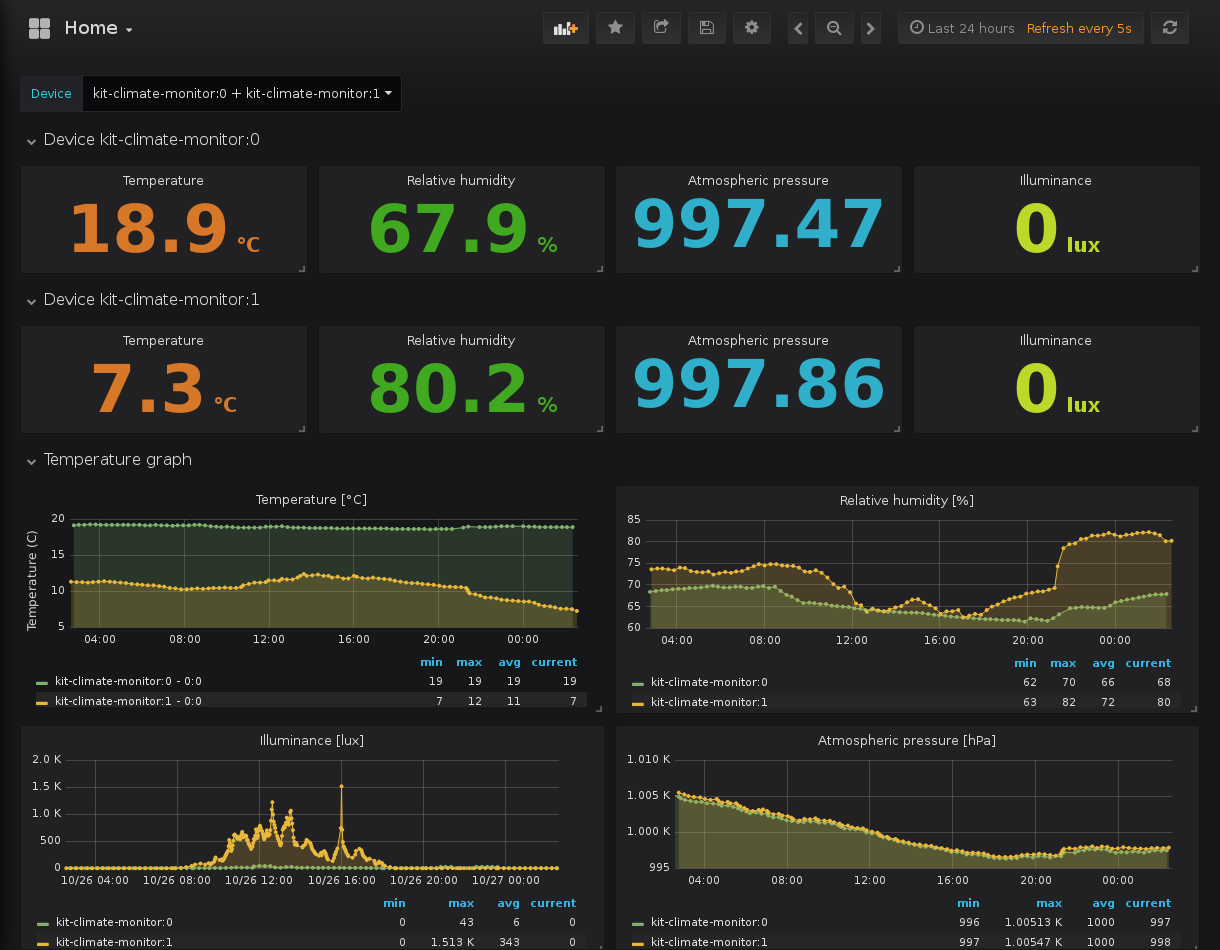 Home
Last 24 hours Refresh every 5s
Device kit-climate-monitor:0 + kit-climate-monitor:1
Device kit-climate-monitor:0
Temperature Relative humidity Atmospheric pressure Illuminance
18.9 °C 67.9 % 997.47 0 lux
Device kit-climate-monitor:1
Temperature Relative humidity Atmospheric pressure Illuminance
7.3 °C 80.2 % 997.86 0 lux
Temperature graph
Temperature [°C]
Temperature (C)
20
15
10
5
04:00 08:00 12:00 16:00 20:00 00:00
min max avg current
kit-climate-monitor:0 - 0:0 19 19 19 19
kit-climate-monitor:1 - 0:0 7 12 11 7
Relative humidity [%]
85
80
75
70
65
60
04:00 08:00 12:00 16:00 20:00 00:00
min max avg current
kit-climate-monitor:0 62 70 66 68
kit-climate-monitor:1 63 82 72 80
Illuminance [lux]
2.0 K
1.5 K
1.0 K
500
0
10/26 04:00 10/26 08:00 10/26 12:00 10/26 16:00 10/26 20:00 10/27 00:00
min max avg current
kit-climate-monitor:0 0 43 6 0
kit-climate-monitor:1 0 1.513 K 343 0
Atmospheric pressure [hPa]
1.010 K
1.005 K
1.000 K
995
04:00 08:00 12:00 16:00 20:00 00:00
min max avg current
kit-climate-monitor:0 996 1.00513 K 1000 997
kit-climate-monitor:1 997 1.00547 K 1000 998